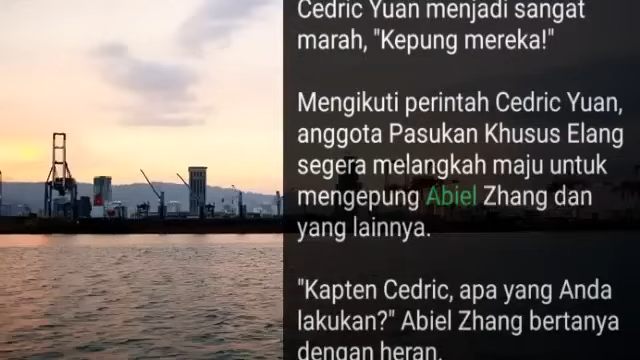 Cedric Yuan menjadi sangat
marah, "Kepung mereka!"
Mengikuti perintah Cedric Yuan,
anggota Pasukan Khusus Elang
segera melangkah maju untuk
mengepung Abiel Zhang dan
yang lainnya.
"Kapten Cedric, apa yang Anda
lakukan?" Abiel Zhang bertanya
dengan heran.